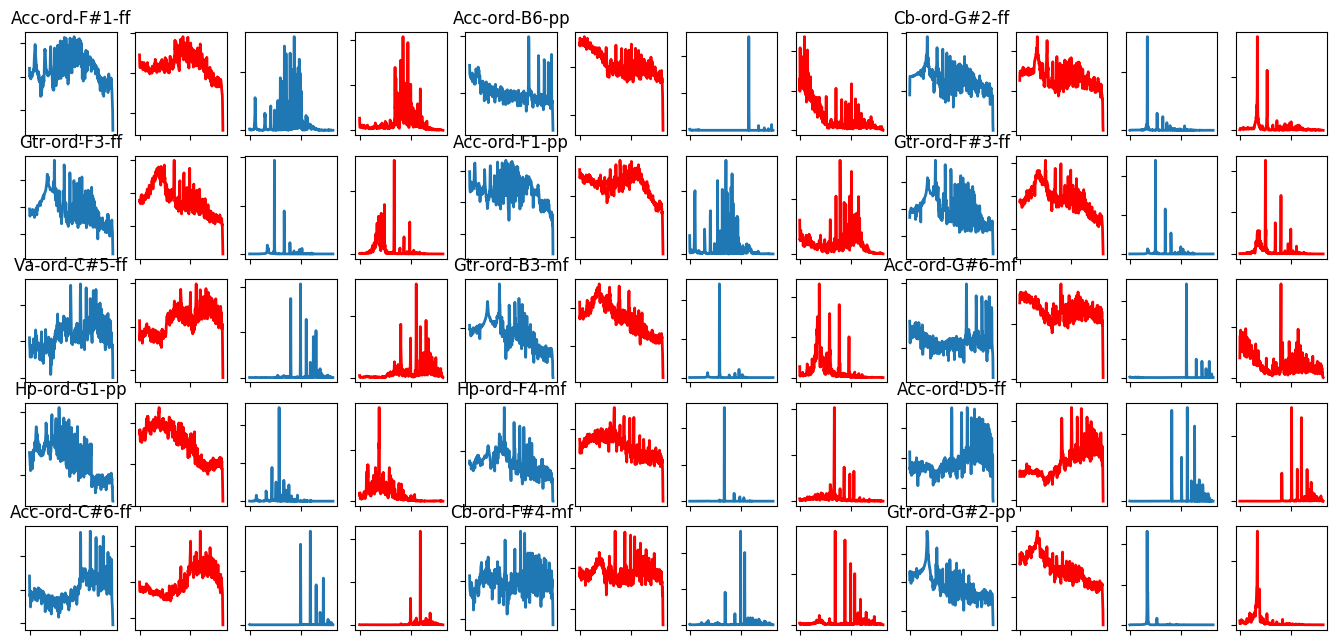 Acc-ord-F#1-ff Acc-ord-B6-pp Cb-ord-G#2-ff
Gtr-ord-F3-ff Acc-ord-F1-pp Gtr-ord-F#3-ff
Va-ord-C#5-ff Gtr-ord-B3-mf Acc-ord-G#6-mf
Hp-ord-G1-pp Hp-ord-F4-mf Acc-ord-D5-ff
Acc-ord-C#6-ff Cb-ord-F#4-mf Gtr-ord-G#2-pp